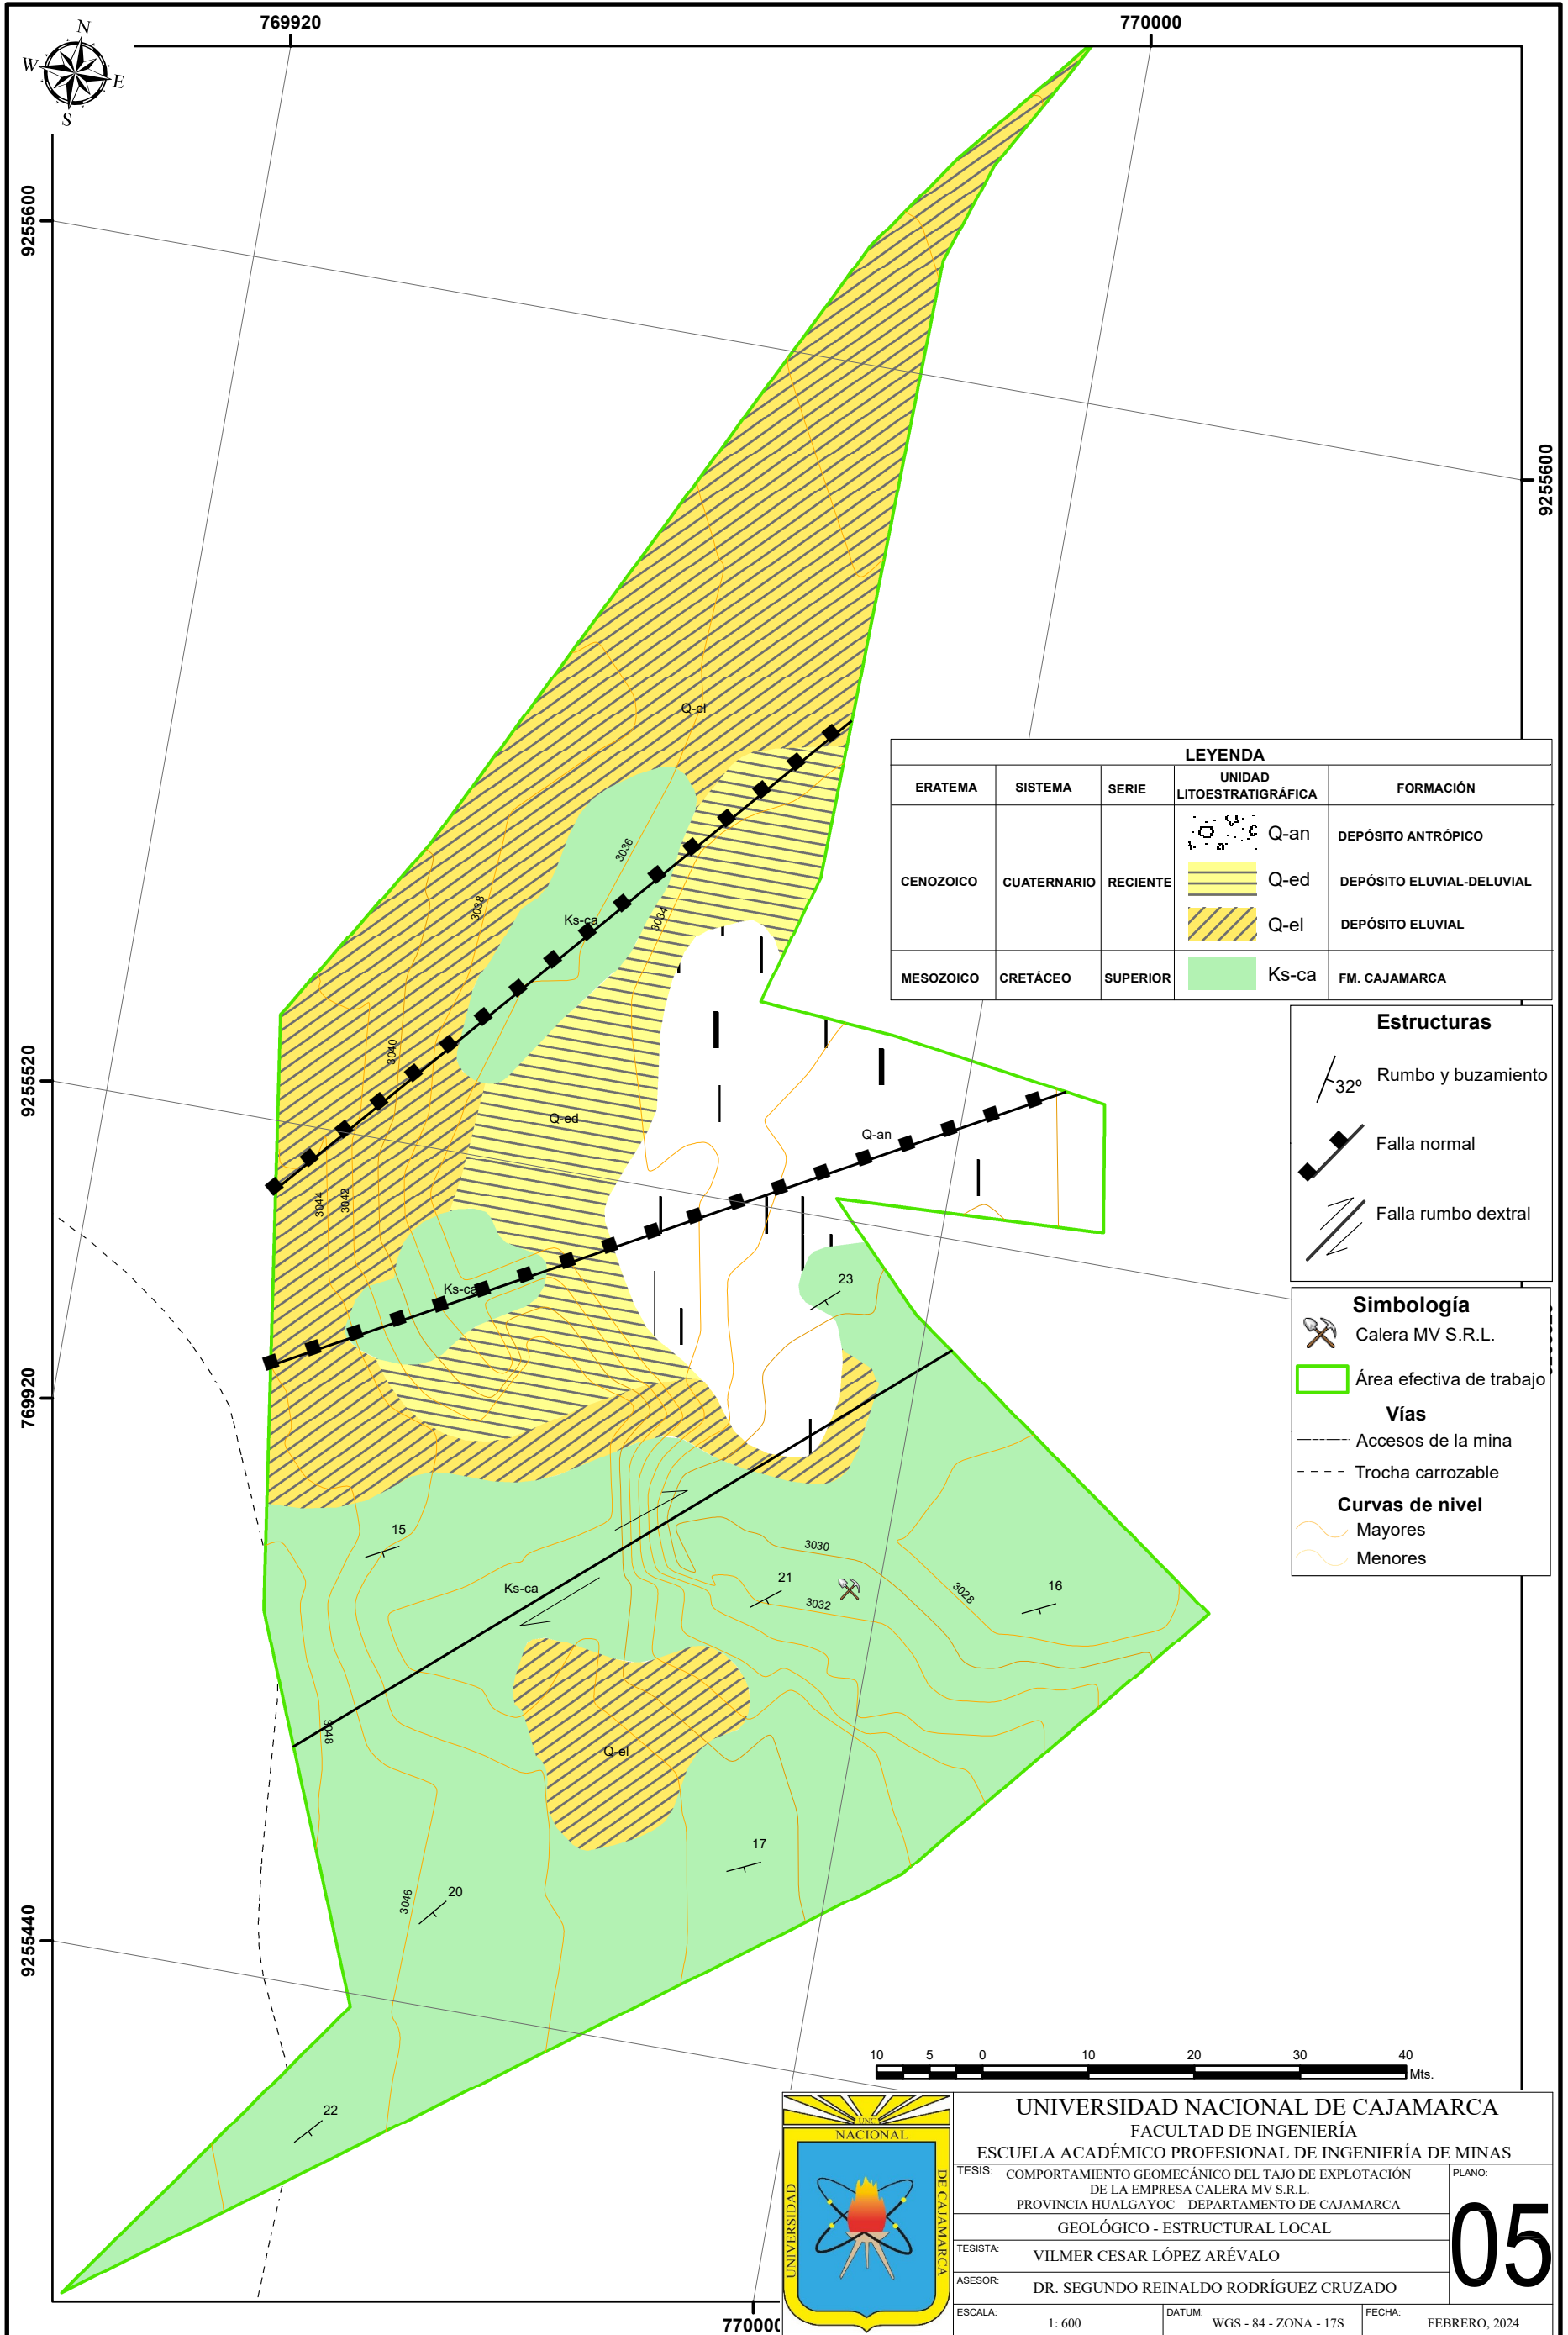 769920
770000
N
W
E
S
9255600
9255600
Q-el
LEYENDA
ERATEMA
SISTEMA
SERIE
UNIDAD
LITOESTRATIGRÁFICA
FORMACIÓN
CENOZOICO
CUATERNARIO
RECIENTE
Q-an
DEPÓSITO ANTRÓPICO
Q-ed
DEPÓSITO ELUVIAL-DELUVIAL
Q-el
DEPÓSITO ELUVIAL
MESOZOICO
CRETÁCEO
SUPERIOR
Ks-ca
FM. CAJAMARCA
3036
3038
Ks-ca
3034
3040
9255520
Q-ed
Q-an
3044
3042
Ks-ca
23
769920
Estructuras
32º
Rumbo y buzamiento
Falla normal
Falla rumbo dextral
Simbología
Calera MV S.R.L.
Área efectiva de trabajo
Vías
Accesos de la mina
Trocha carrozable
Curvas de nivel
Mayores
Menores
15
3030
Ks-ca
21
3032
3028
16
3048
Q-el
17
20
3046
9255440
22
10 5 0 10 20 30 40
Mts.
770000
UNC
NACIONAL
UNIVERSIDAD
DE CAJAMARCA
UNIVERSIDAD NACIONAL DE CAJAMARCA
FACULTAD DE INGENIERÍA
ESCUELA ACADÉMICO PROFESIONAL DE INGENIERÍA DE MINAS
TESIS: COMPORTAMIENTO GEOMECÁNICO DEL TAJO DE EXPLOTACIÓN
DE LA EMPRESA CALERA MV S.R.L.
PROVINCIA HUALGAYOC – DEPARTAMENTO DE CAJAMARCA
PLANO:
05
GEOLÓGICO - ESTRUCTURAL LOCAL
TESISTA: VILMER CESAR LÓPEZ ARÉVALO
ASESOR: DR. SEGUNDO REINALDO RODRÍGUEZ CRUZADO
ESCALA: 1: 600
DATUM: WGS - 84 - ZONA - 17S
FECHA: FEBRERO, 2024